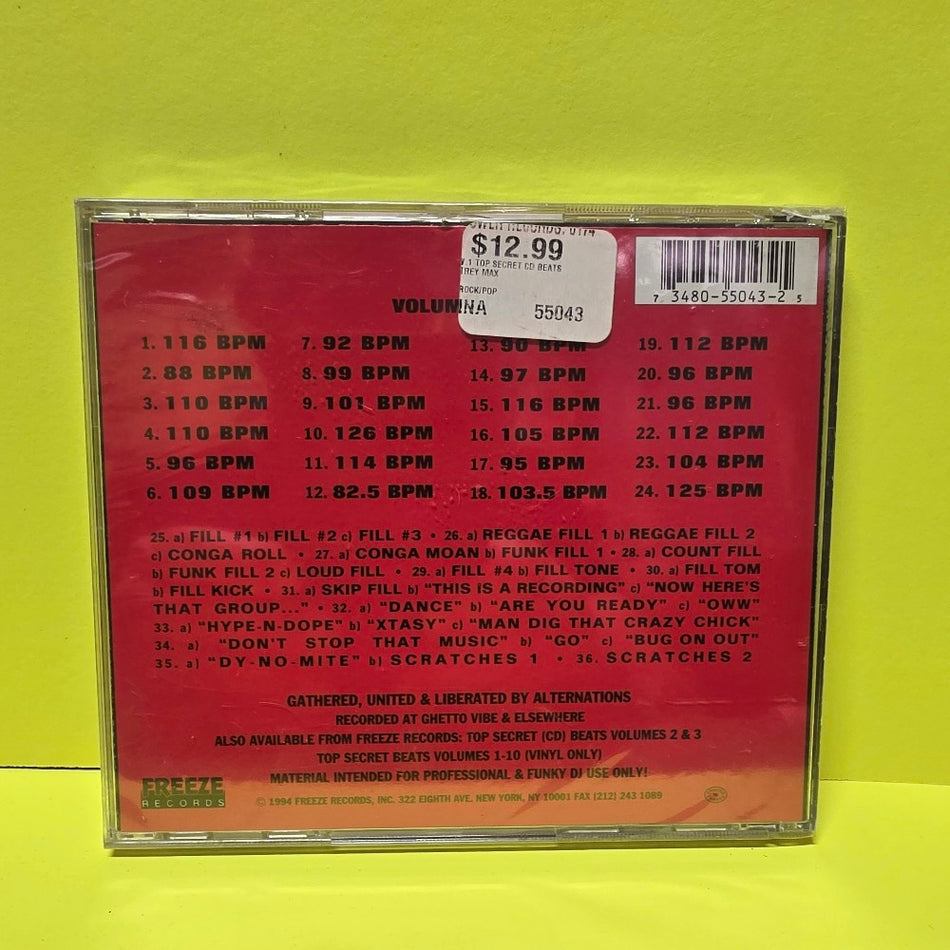 $12.99
V.1 TOP SECRET CD BEATS
TREY MAX
ROCK/POP
NA 55043
7 3480-55043-2 5
1. 116 BPM 7. 92 BPM 13. 90 BPM 19. 112 BPM
2. 88 BPM 8. 99 BPM 14. 97 BPM 20. 96 BPM
3. 110 BPM 9. 101 BPM 15. 116 BPM 21. 96 BPM
4. 110 BPM 10. 126 BPM 16. 105 BPM 22. 112 BPM
5. 96 BPM 11. 114 BPM 17. 95 BPM 23. 104 BPM
6. 109 BPM 12. 82.5 BPM 18. 103.5 BPM 24. 125 BPM
25. a) FILL #1 b) FILL #2 c) FILL #3 • 26. a) REGGAE FILL 1 b) REGGAE FILL 2
c) CONGA ROLL • 27. a) CONGA MOAN b) FUNK FILL 1 • 28. a) COUNT FILL
b) FUNK FILL 2 c) LOUD FILL • 29. a) FILL #4 b) FILL TONE • 30. a) FILL TOM
b) FILL KICK • 31. a) SKIP FILL b) "THIS IS A RECORDING" c) "NOW HERE'S
THAT GROUP..." • 32. a) "DANCE" b) "ARE YOU READY" c) "OWW"
33. a) "HYPE-N-DOPE" b) "XTASY" c) "MAN DIG THAT CRAZY CHICK"
34. a) "DON'T STOP THAT MUSIC" b) "GO" c) "BUG ON OUT"
35. a) "DY-NO-MITE" b) SCRATCHES 1 • 36. SCRATCHES 2
GATHERED, UNITED & LIBERATED BY ALTERNATIONS
RECORDED AT GHETTO VIBE & ELSEWHERE
ALSO AVAILABLE FROM FREEZE RECORDS: TOP SECRET (CD) BEATS VOLUMES 2 & 3
TOP SECRET BEATS VOLUMES 1-10 (VINYL ONLY)
MATERIAL INTENDED FOR PROFESSIONAL & FUNKY DJ USE ONLY!
FREEZE
RECORDS
© 1994 FREEZE RECORDS, INC. 322 EIGHTH AVE. NEW YORK, NY 10001 FAX (212) 243 1089